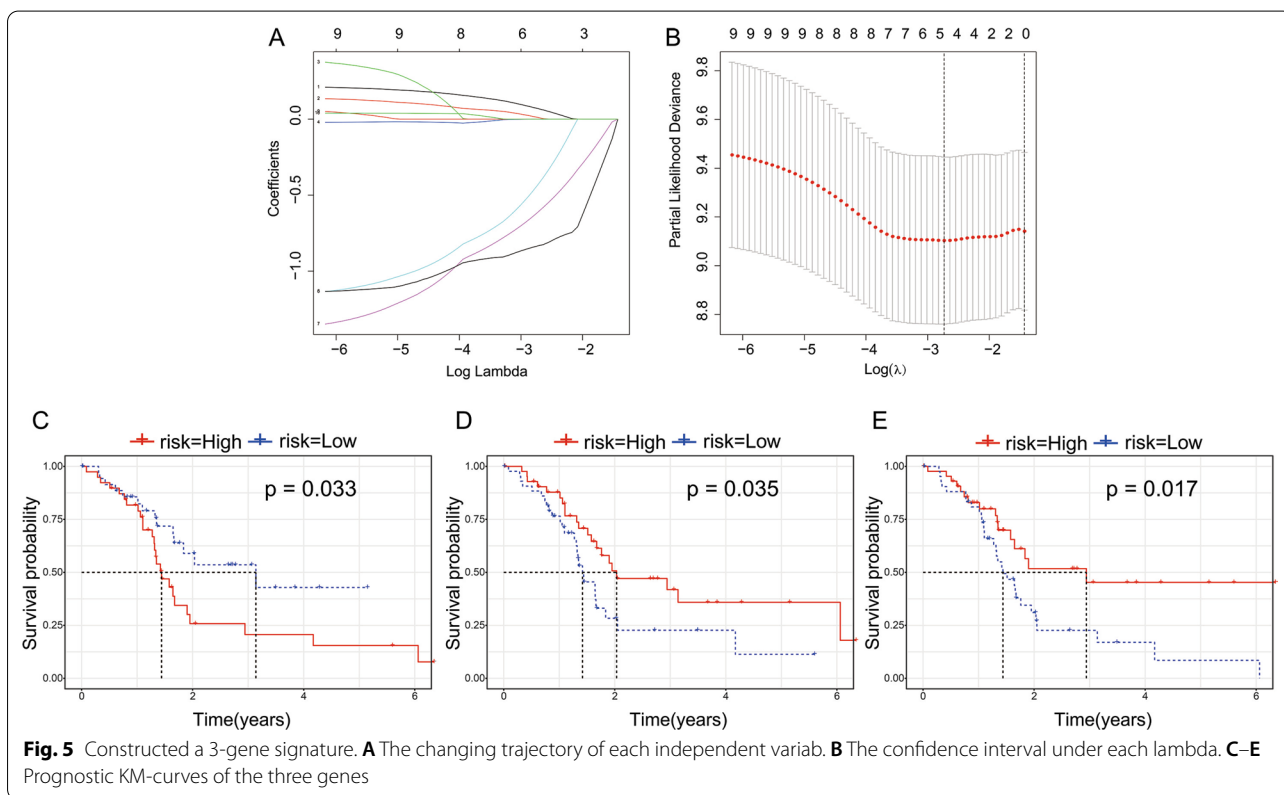 A
B
9 9 8 6 3
9 9 9 9 9 8 8 8 8 7 7 6 5 4 4 2 2 0
Coefficients
0.0
−0.5
−1.0
3
1
2
4
6
7
−6 −5 −4 −3 −2
Log Lambda
Partial Likelihood Deviance
9.8
9.6
9.4
9.2
9.0
8.8
−6 −5 −4 −3 −2
Log(λ)
C
risk=High risk=Low
Survival probability
1.00
0.75
0.50
0.25
0.00
p = 0.033
0 2 4 6
Time(years)
D
risk=High risk=Low
Survival probability
1.00
0.75
0.50
0.25
0.00
p = 0.035
0 2 4 6
Time(years)
E
risk=High risk=Low
Survival probability
1.00
0.75
0.50
0.25
0.00
p = 0.017
0 2 4 6
Time(years)
Fig. 5 Constructed a 3-gene signature. A The changing trajectory of each independent variab. B The confidence interval under each lambda. C–E
Prognostic KM-curves of the three genes